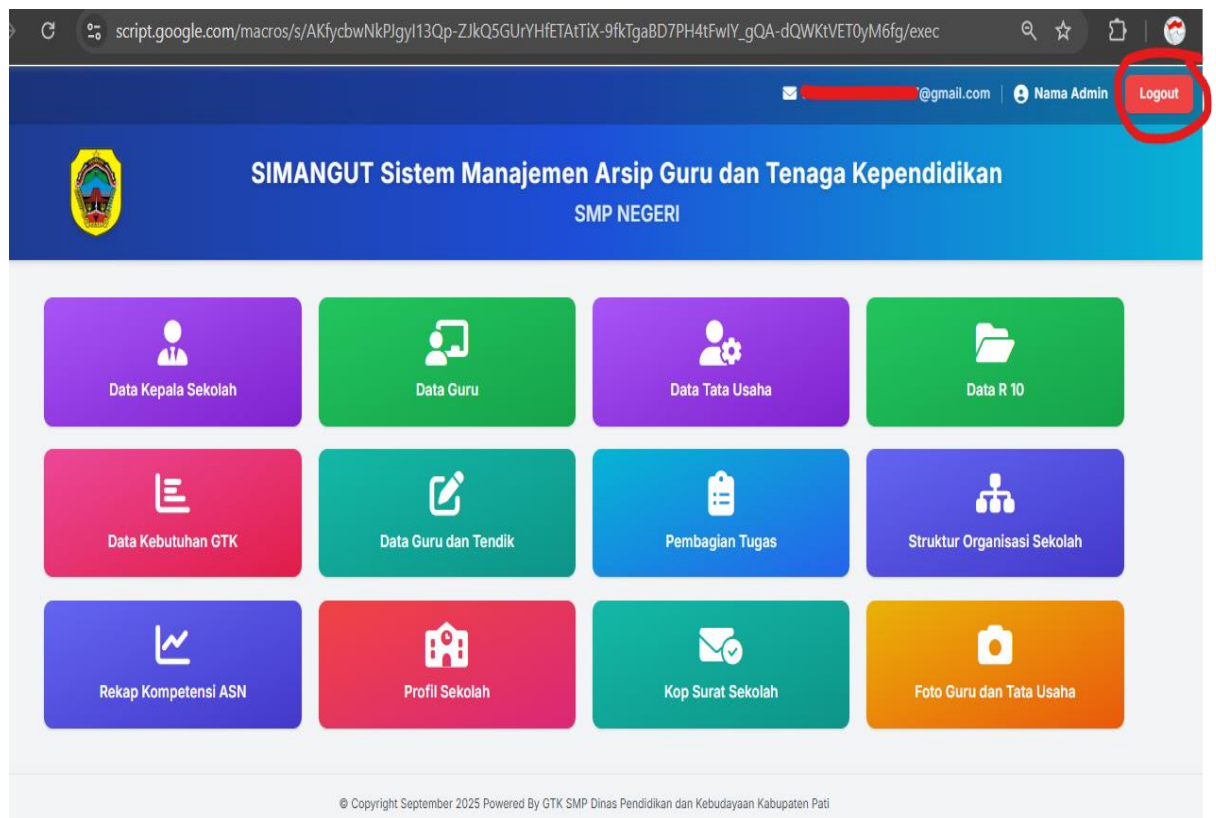 script.google.com/macros/s/AKfycbwNkPJgyI13Qp-ZJkQ5GUrYHfETAtTiX-9fkTgaBD7PH4tFwIY_gQA-dQWKtVET0yM6fg/exec
@gmail.com | Nama Admin Logout
SIMANGUT Sistem Manajemen Arsip Guru dan Tenaga Kependidikan
SMP NEGERI
Data Kepala Sekolah
Data Guru
Data Tata Usaha
Data R 10
Data Kebutuhan GTK
Data Guru dan Tendik
Pembagian Tugas
Struktur Organisasi Sekolah
Rekap Kompetensi ASN
Profil Sekolah
Kop Surat Sekolah
Foto Guru dan Tata Usaha
© Copyright September 2025 Powered By GTK SMP Dinas Pendidikan dan Kebudayaan Kabupaten Pati